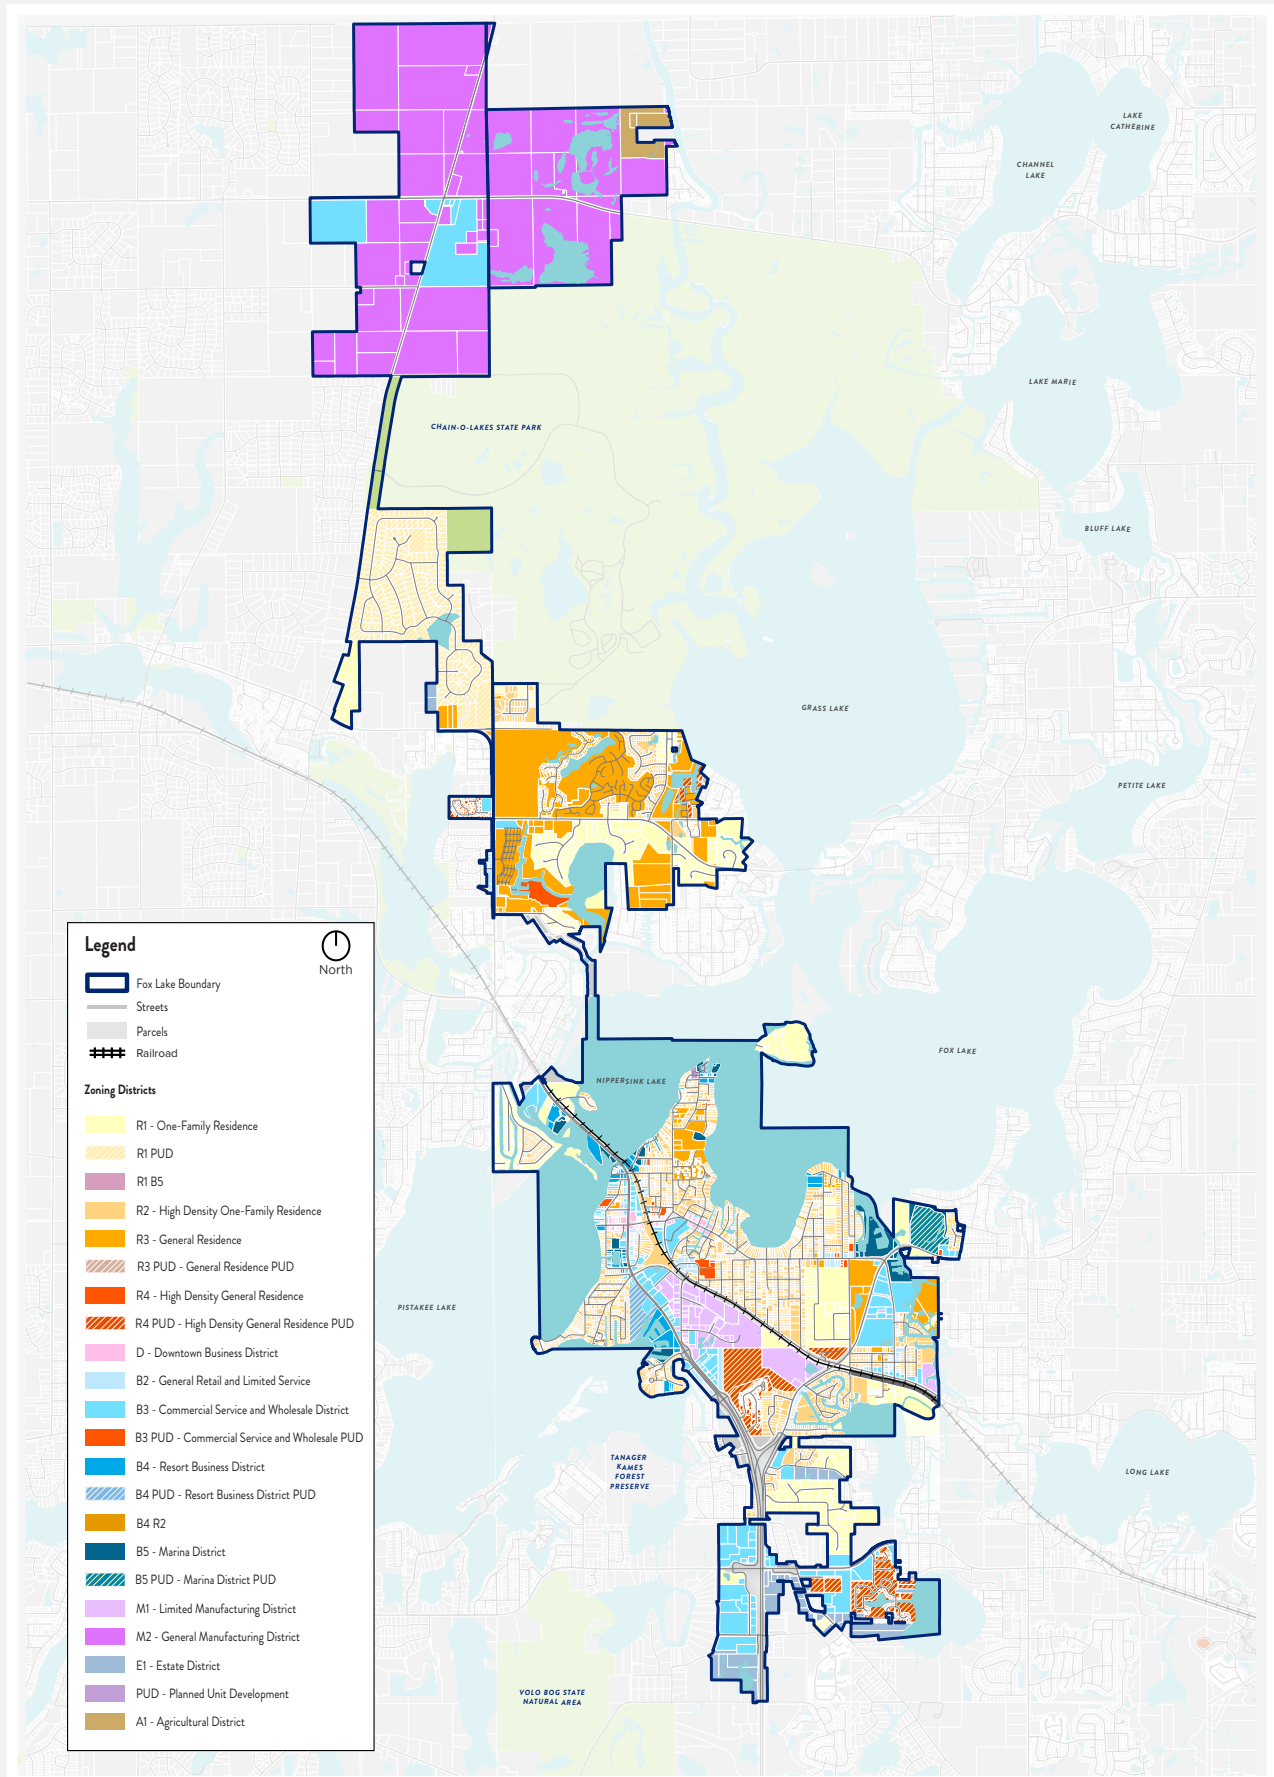 LAKE
CATHERINE
CHANNEL
LAKE
LAKE MARIE
CHAIN-O-LAKES STATE PARK
BLUFF LAKE
GRASS LAKE
PETITE LAKE
Legend
North
Fox Lake Boundary
Streets
Parcels
Railroad
Zoning Districts
R1 - One-Family Residence
R1 PUD
R1 B5
R2 - High Density One-Family Residence
R3 - General Residence
R3 PUD - General Residence PUD
R4 - High Density General Residence
R4 PUD - High Density General Residence PUD
D - Downtown Business District
B2 - General Retail and Limited Service
B3 - Commercial Service and Wholesale District
B3 PUD - Commercial Service and Wholesale PUD
B4 - Resort Business District
B4 PUD - Resort Business District PUD
B4 R2
B5 - Marina District
B5 PUD - Marina District PUD
M1 - Limited Manufacturing District
M2 - General Manufacturing District
E1 - Estate District
PUD - Planned Unit Development
A1 - Agricultural District
FOX LAKE
NIPPERSINK LAKE
PISTAKEE LAKE
TANAGER
KAMES
FOREST
PRESERVE
LONG LAKE
VOLO BOG STATE
NATURAL AREA